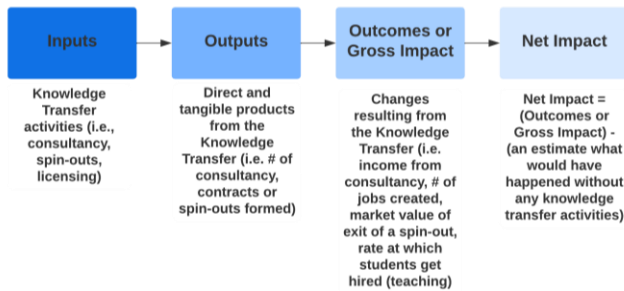 Inputs
Outputs
Outcomes or
Gross Impact
Net Impact
Knowledge
Transfer
activities (i.e.,
consultancy,
spin-outs,
licensing)
Direct and
tangible products
from the
Knowledge
Transfer (i.e. # of
consultancy,
contracts or
spin-outs formed)
Changes
resulting from
the Knowledge
Transfer (i.e.
income from
consultancy, # of
jobs created,
market value of
exit of a spin-out,
rate at which
students get
hired (teaching)
Net Impact =
(Outcomes or
Gross Impact) -
(an estimate what
would have
happened without
any knowledge
transfer activities)